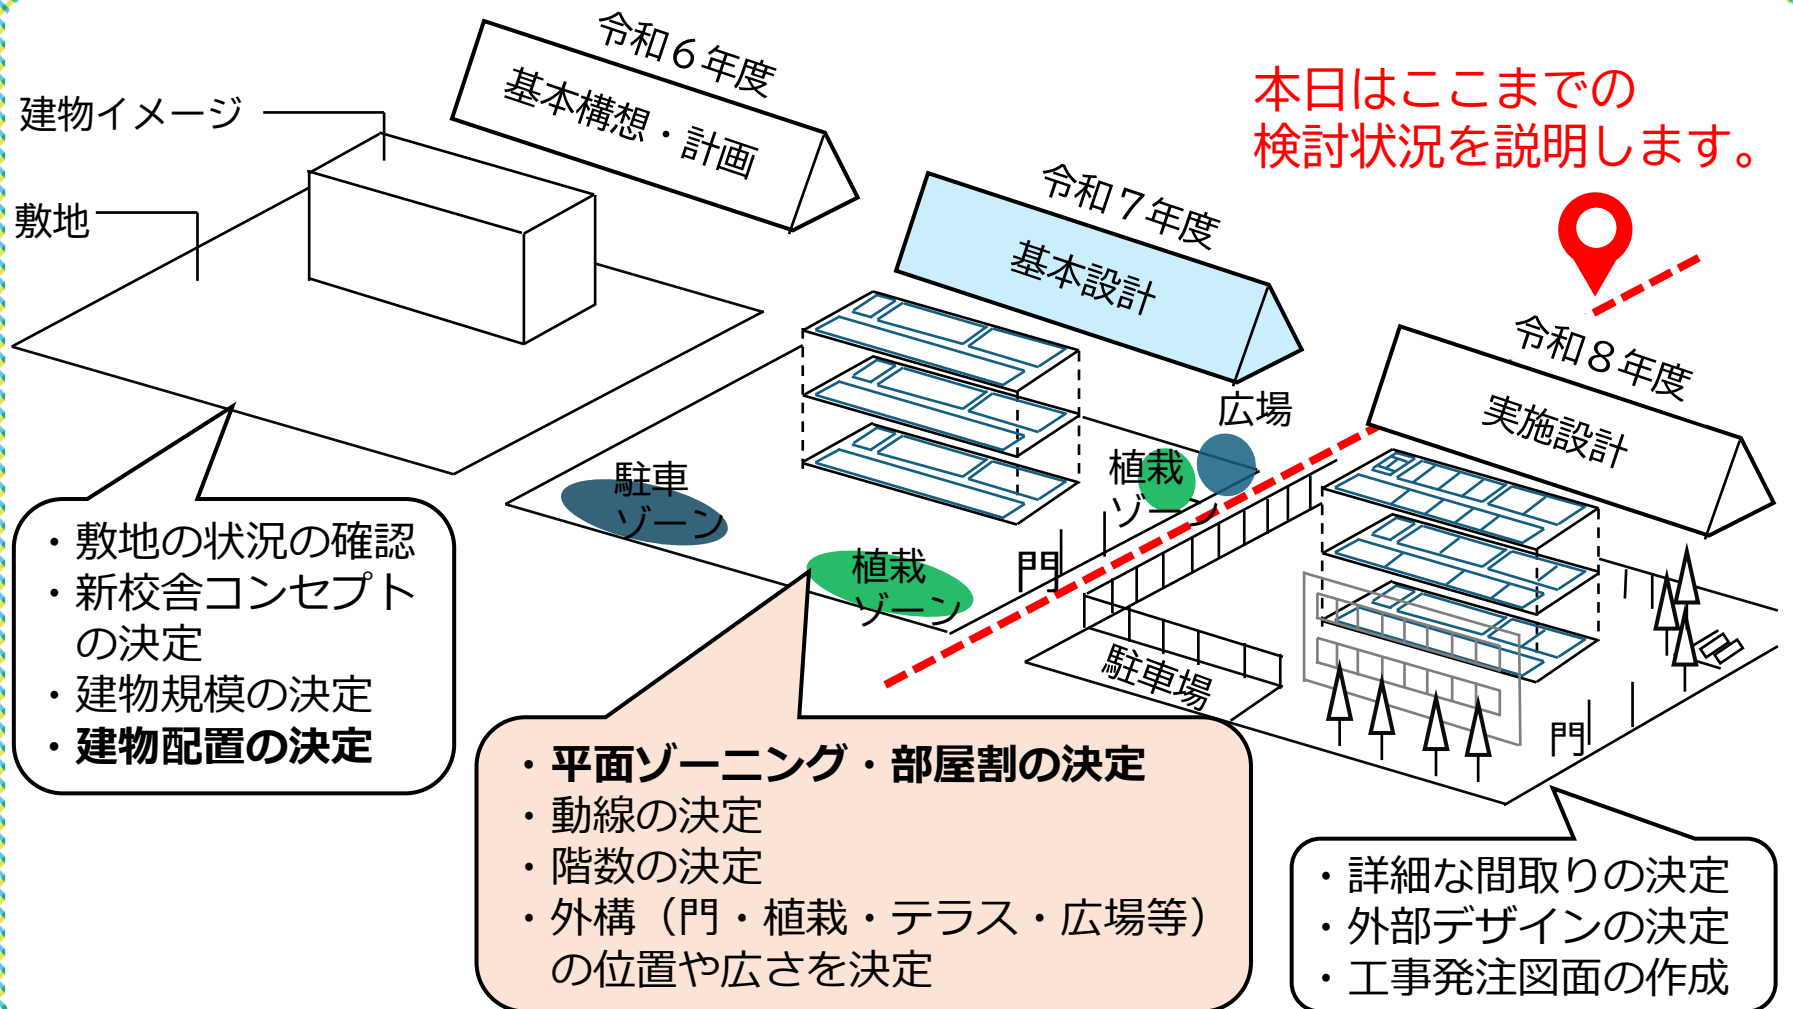 令和６年度
基本構想・計画
建物イメージ
敷地
・敷地の状況の確認
・新校舎コンセプト
の決定
・建物規模の決定
・建物配置の決定
令和７年度
基本設計
広場
植栽
ゾーン
駐車
ゾーン
植栽
ゾーン
門
・平面ゾーニング・部屋割の決定
・動線の決定
・階数の決定
・外構（門・植栽・テラス・広場等）
の位置や広さを決定
本日はここまでの
検討状況を説明します。
令和８年度
実施設計
駐車場
門
・詳細な間取りの決定
・外部デザインの決定
・工事発注図面の作成